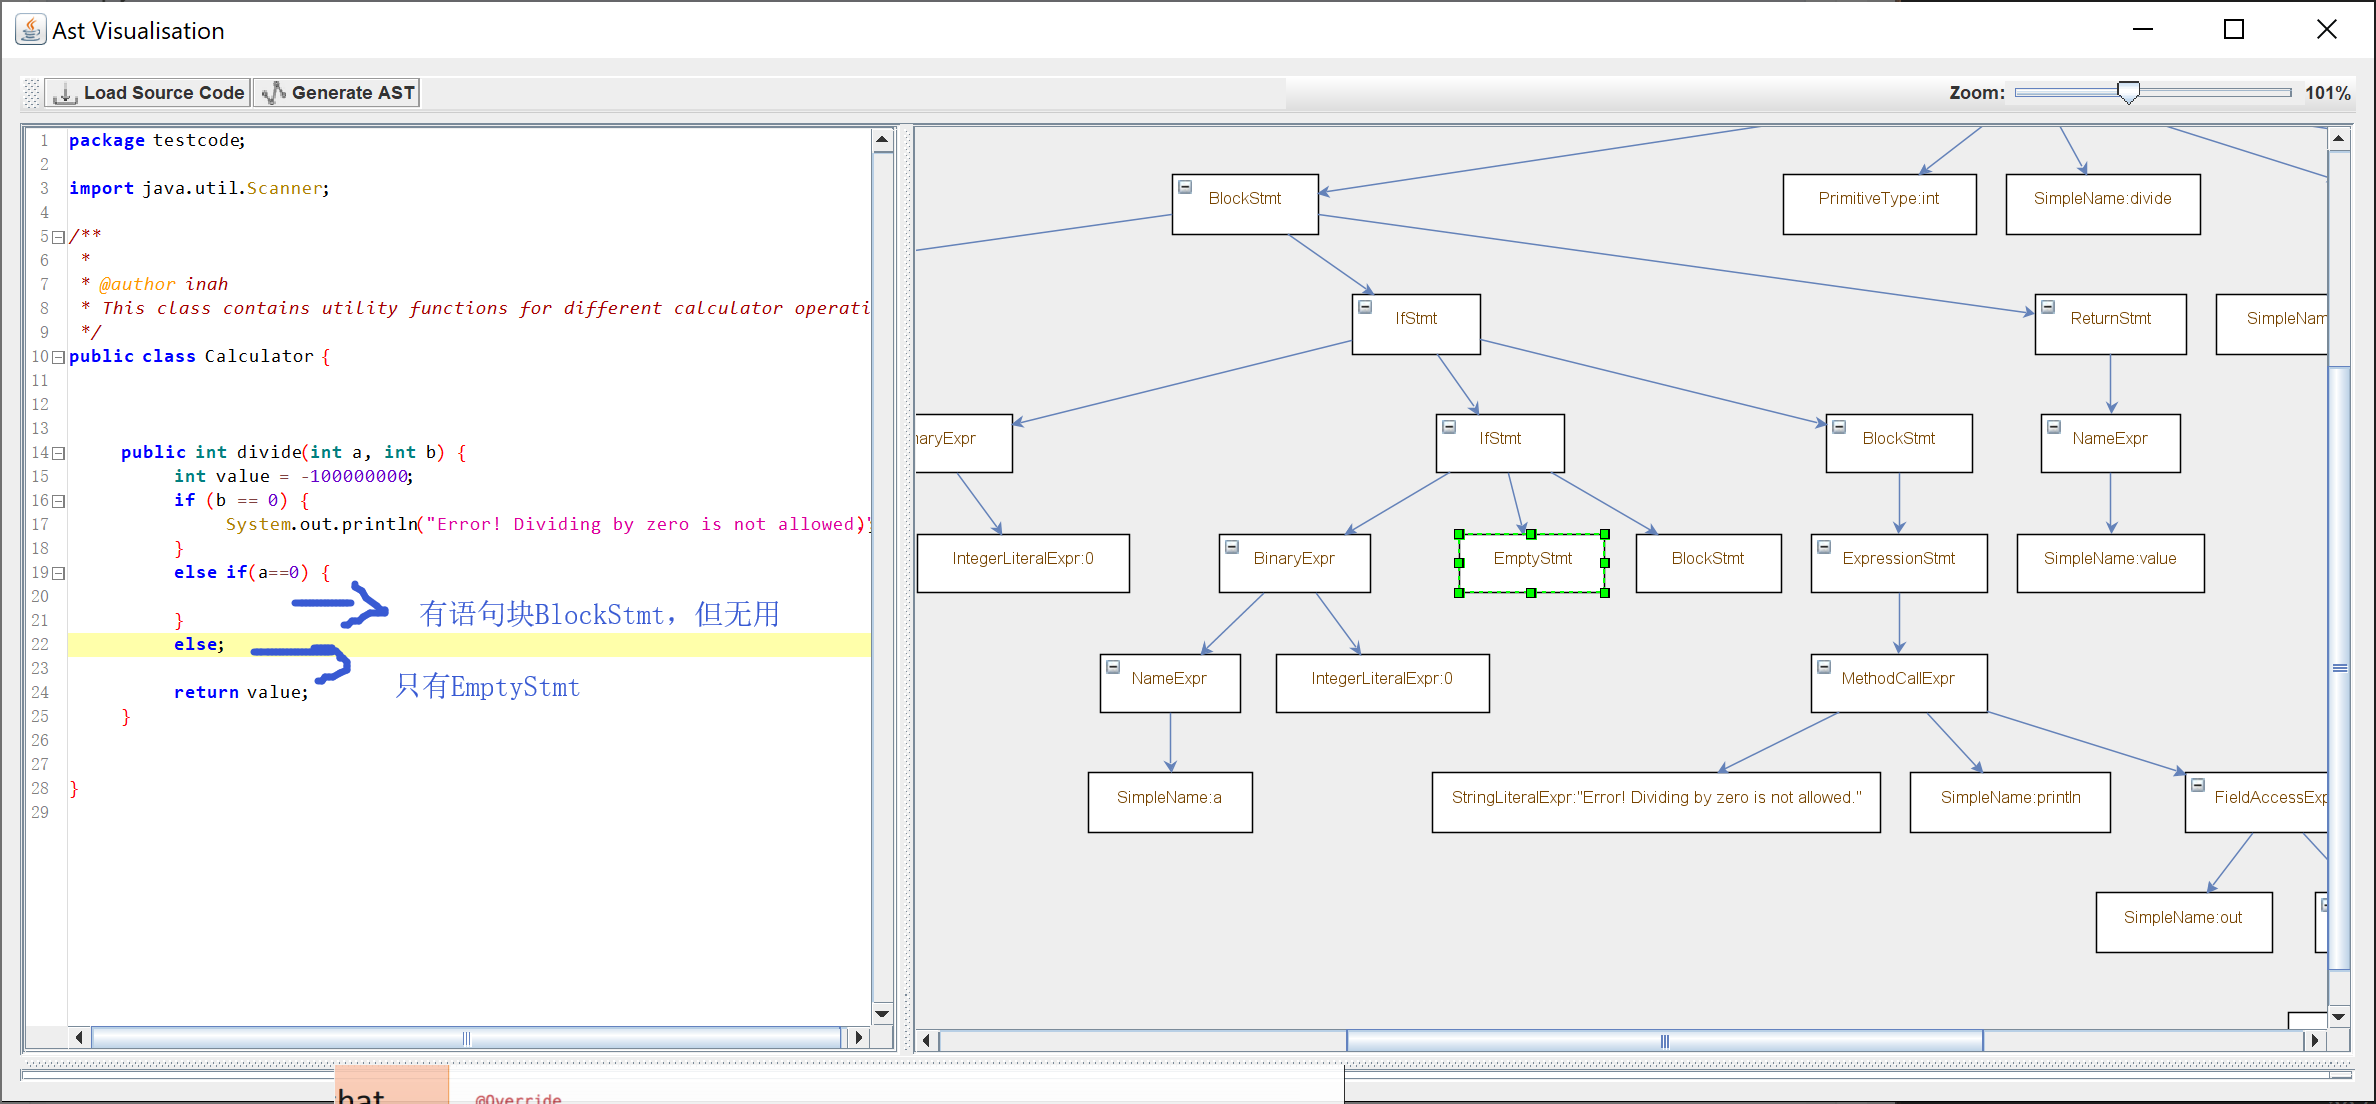 Ast Visualisation
Load Source Code
Generate AST
Zoom:
101%
1 package testcode;
2
3 import java.util.Scanner;
4
5 /**
6 *
7 * @author inah
8 * This class contains utility functions for different calculator operati
9 */
10 public class Calculator {
11
12
13
14 public int divide(int a, int b) {
15 int value = -100000000;
16 if (b == 0) {
17 System.out.println("Error! Dividing by zero is not allowed."
18 }
19 else if(a==0) {
20
21 }
22 else;
23
24 return value;
25 }
26
27
28 }
29
有语句块BlockStmt，但无用
只有EmptyStmt
BlockStmt
PrimitiveType:int
SimpleName:divide
IfStmt
ReturnStmt
SimpleNam
naryExpr
IfStmt
BlockStmt
NameExpr
IntegerLiteralExpr:0
BinaryExpr
EmptyStmt
BlockStmt
ExpressionStmt
SimpleName:value
NameExpr
IntegerLiteralExpr:0
MethodCallExpr
SimpleName:a
StringLiteralExpr:"Error! Dividing by zero is not allowed."
SimpleName:println
FieldAccessExp
SimpleName:out
hat
@Override